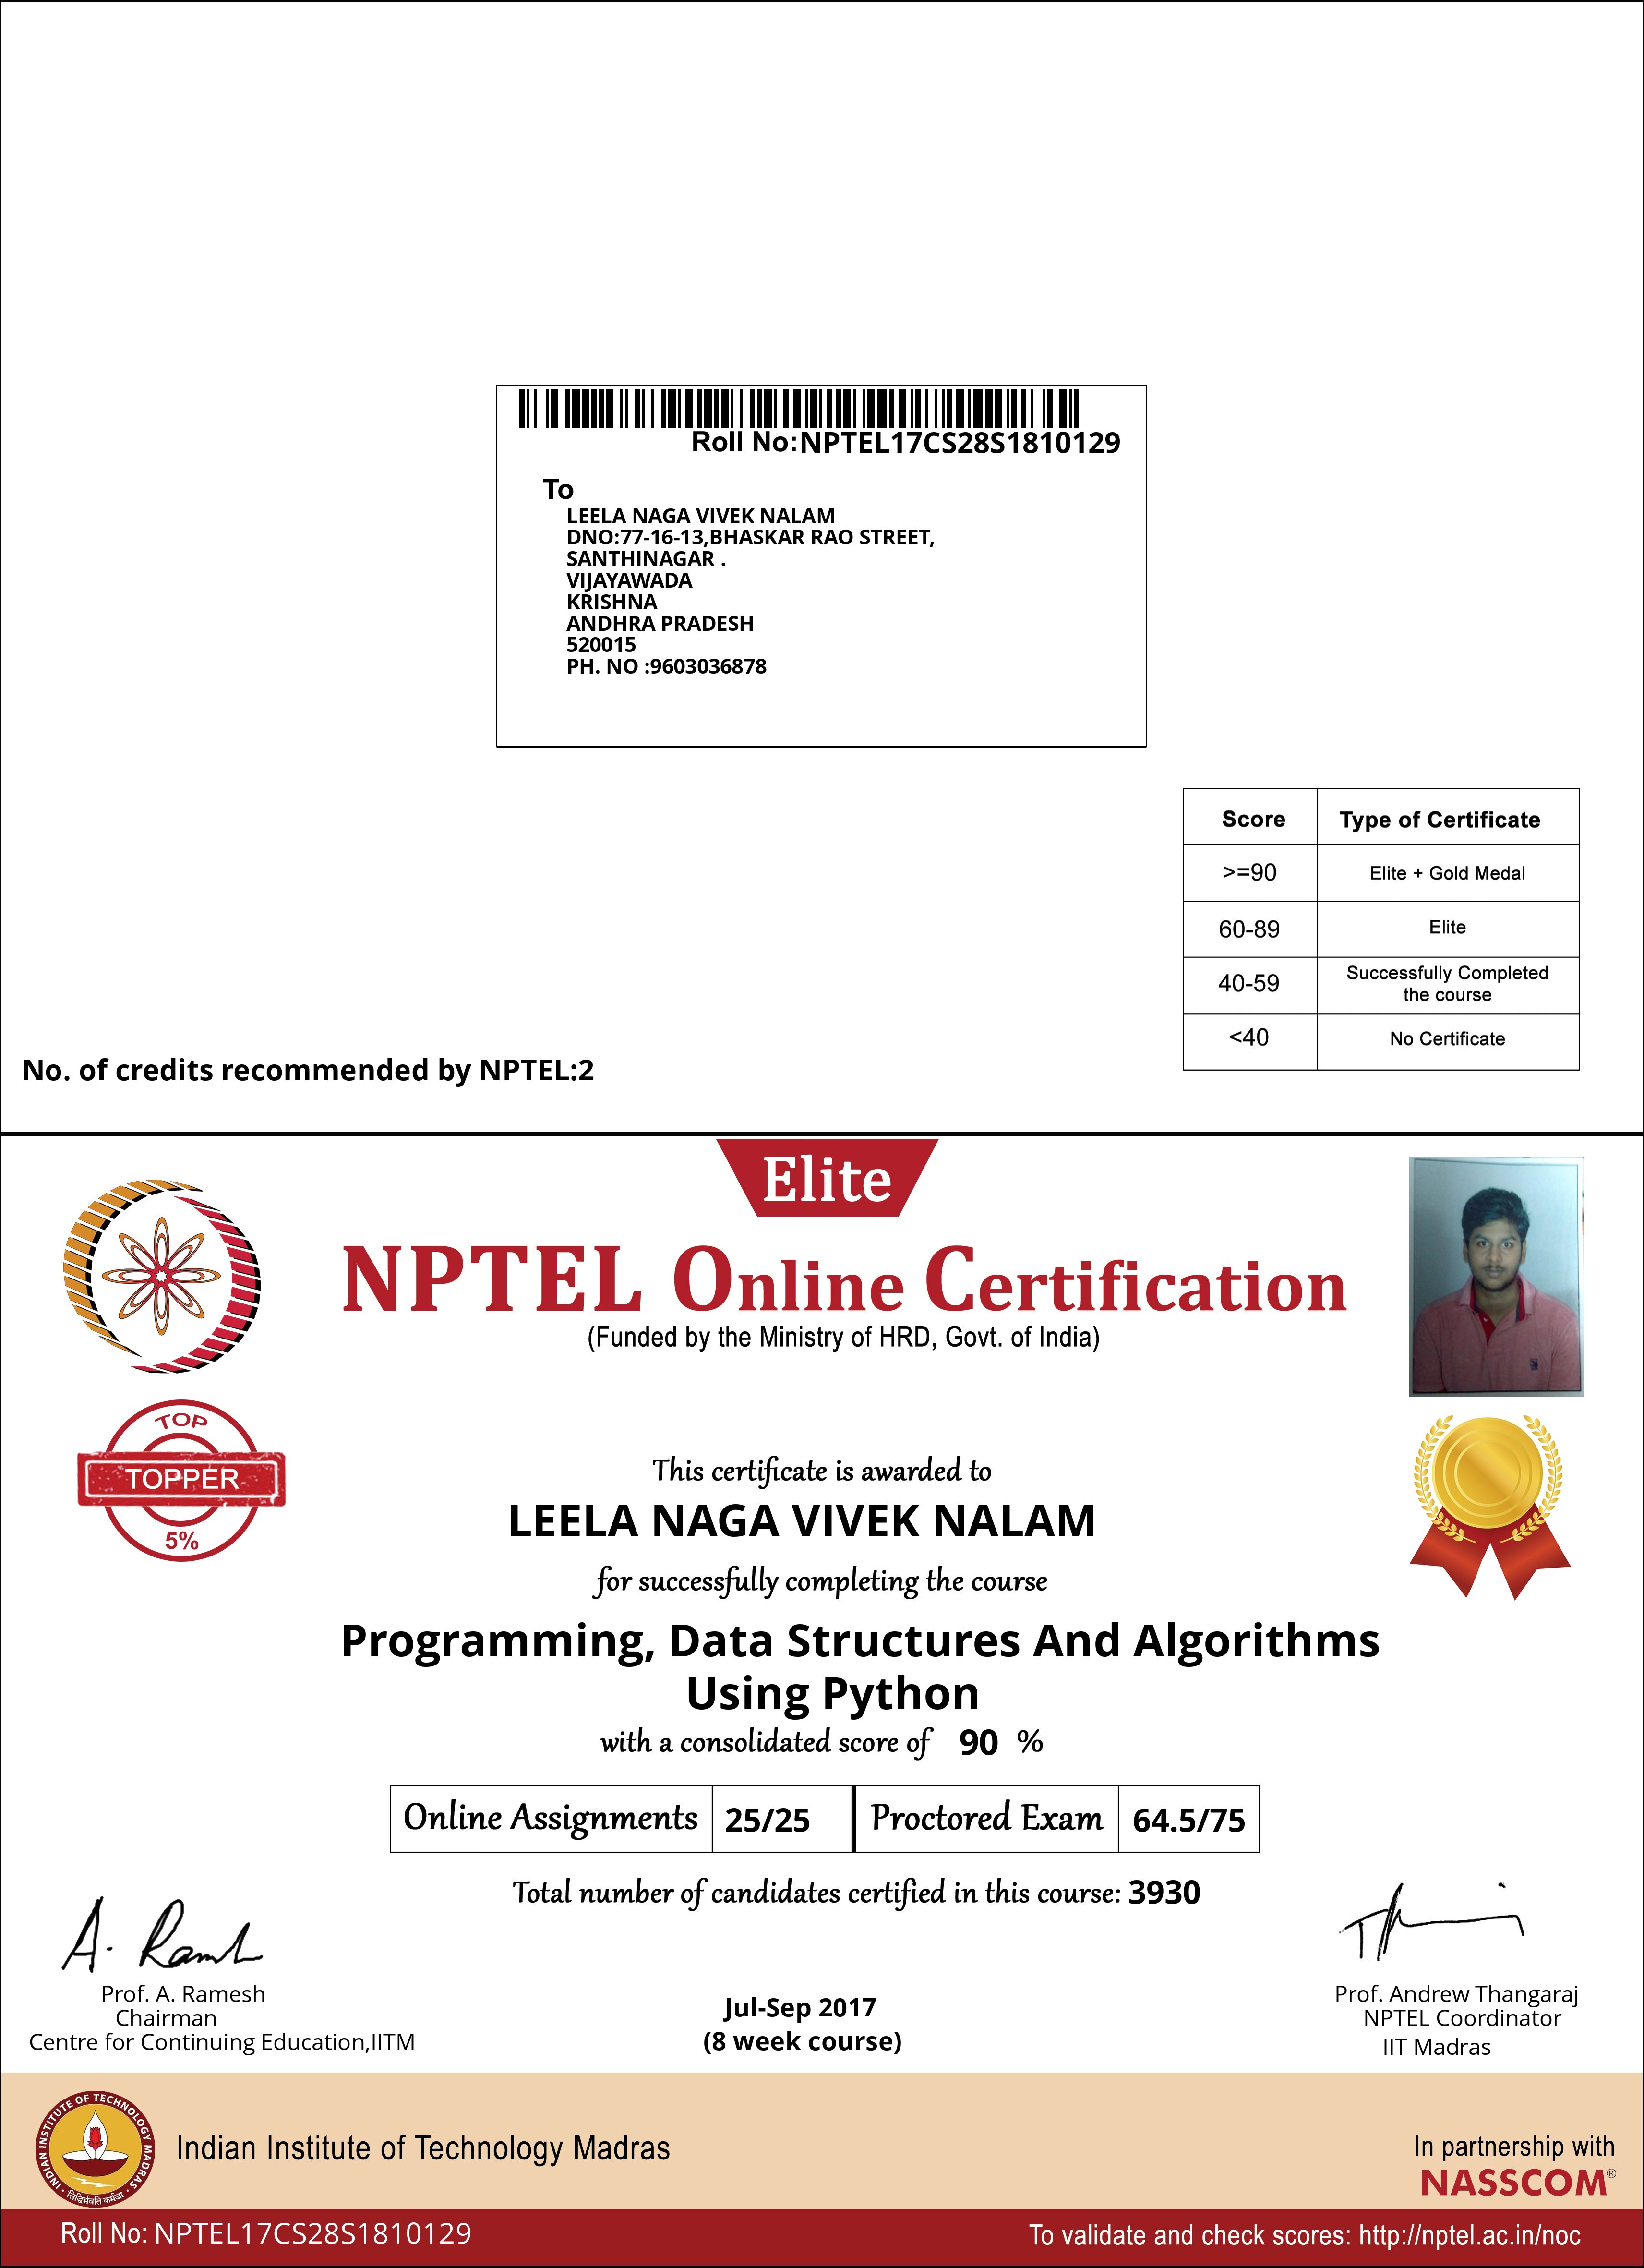 Roll No:NPTEL17CS28S1810129
To
LEELA NAGA VIVEK NALAM
DNO:77-16-13,BHASKAR RAO STREET,
SANTHINAGAR .
VIJAYAWADA
KRISHNA
ANDHRA PRADESH
520015
PH. NO :9603036878
Score Type of Certificate
>=90 Elite + Gold Medal
60-89 Elite
40-59 Successfully Completed
the course
<40 No Certificate
No. of credits recommended by NPTEL:2
Elite
NPTEL Online Certification
(Funded by the Ministry of HRD, Govt. of India)
TOP
TOPPER
5%
This certificate is awarded to
LEELA NAGA VIVEK NALAM
for successfully completing the course
Programming, Data Structures And Algorithms
Using Python
with a consolidated score of 90 %
Online Assignments 25/25 Proctored Exam 64.5/75
Total number of candidates certified in this course: 3930
A. Ramesh
Prof. A. Ramesh
Chairman
Centre for Continuing Education,IITM
Jul-Sep 2017
(8 week course)
Prof. Andrew Thangaraj
NPTEL Coordinator
IIT Madras
INDIAN INSTITUTE OF TECHNOLOGY MADRAS
सिद्धिर्भवति कर्मजा
Indian Institute of Technology Madras
In partnership with
NASSCOM®
Roll No: NPTEL17CS28S1810129
To validate and check scores: http://nptel.ac.in/noc